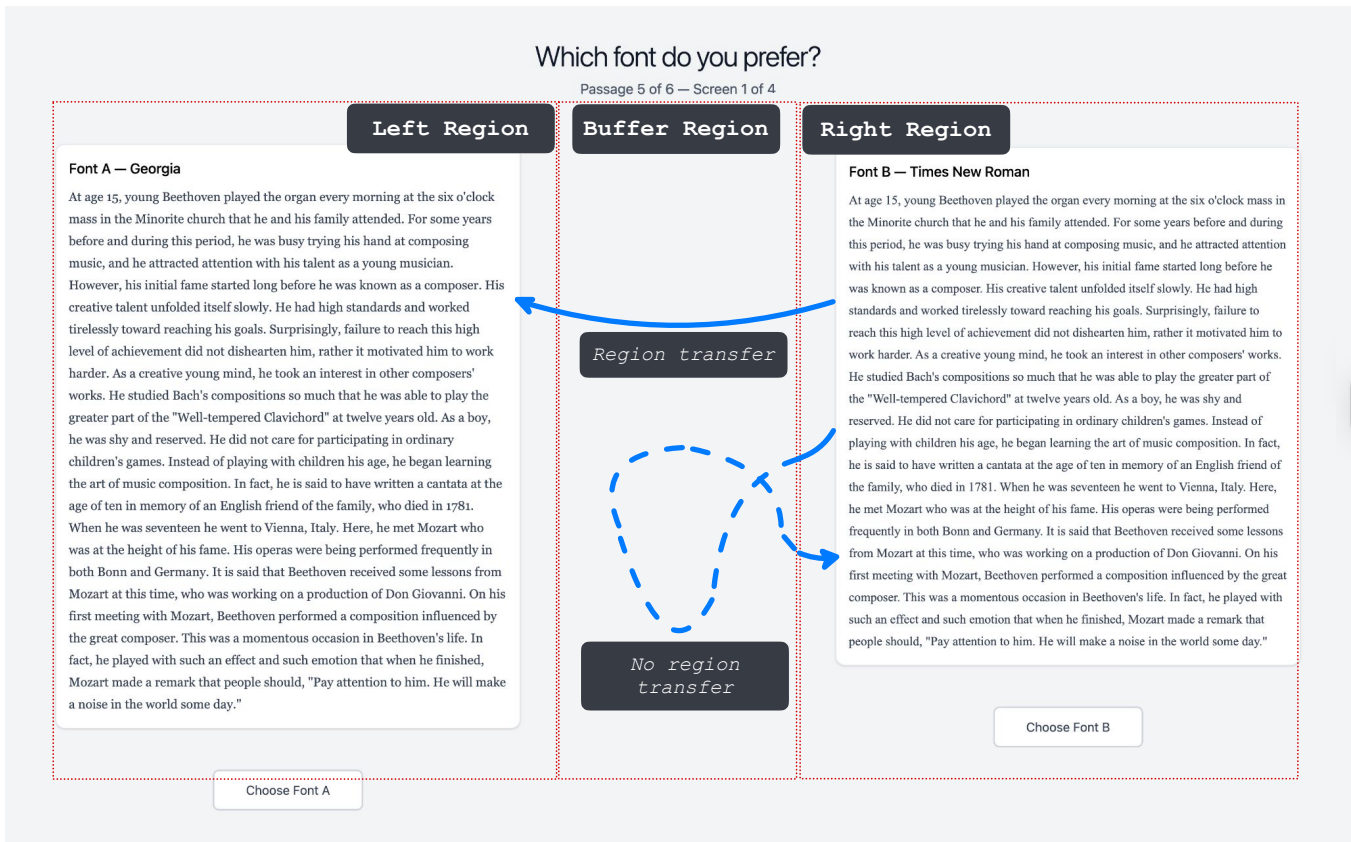 Which font do you prefer?
Passage 5 of 6 — Screen 1 of 4
Left Region
Buffer Region
Right Region
Font A — Georgia
At age 15, young Beethoven played the organ every morning at the six o'clock
mass in the Minorite church that he and his family attended. For some years
before and during this period, he was busy trying his hand at composing
music, and he attracted attention with his talent as a young musician.
However, his initial fame started long before he was known as a composer. His
creative talent unfolded itself slowly. He had high standards and worked
tirelessly toward reaching his goals. Surprisingly, failure to reach this high
level of achievement did not dishearten him, rather it motivated him to work
harder. As a creative young mind, he took an interest in other composers'
works. He studied Bach's compositions so much that he was able to play the
greater part of the "Well-tempered Clavichord" at twelve years old. As a boy,
he was shy and reserved. He did not care for participating in ordinary
children's games. Instead of playing with children his age, he began learning
the art of music composition. In fact, he is said to have written a cantata at the
age of ten in memory of an English friend of the family, who died in 1781.
When he was seventeen he went to Vienna, Italy. Here, he met Mozart who
was at the height of his fame. His operas were being performed frequently in
both Bonn and Germany. It is said that Beethoven received some lessons from
Mozart at this time, who was working on a production of Don Giovanni. On his
first meeting with Mozart, Beethoven performed a composition influenced by
the great composer. This was a momentous occasion in Beethoven's life. In
fact, he played with such an effect and such emotion that when he finished,
Mozart made a remark that people should, "Pay attention to him. He will make
a noise in the world some day."
Choose Font A
Region transfer
No region
transfer
Font B — Times New Roman
At age 15, young Beethoven played the organ every morning at the six o'clock mass in
the Minorite church that he and his family attended. For some years before and during
this period, he was busy trying his hand at composing music, and he attracted attention
with his talent as a young musician. However, his initial fame started long before he
was known as a composer. His creative talent unfolded itself slowly. He had high
standards and worked tirelessly toward reaching his goals. Surprisingly, failure to
reach this high level of achievement did not dishearten him, rather it motivated him to
work harder. As a creative young mind, he took an interest in other composers' works.
He studied Bach's compositions so much that he was able to play the greater part of
the "Well-tempered Clavichord" at twelve years old. As a boy, he was shy and
reserved. He did not care for participating in ordinary children's games. Instead of
playing with children his age, he began learning the art of music composition. In fact,
he is said to have written a cantata at the age of ten in memory of an English friend of
the family, who died in 1781. When he was seventeen he went to Vienna, Italy. Here,
he met Mozart who was at the height of his fame. His operas were being performed
frequently in both Bonn and Germany. It is said that Beethoven received some lessons
from Mozart at this time, who was working on a production of Don Giovanni. On his
first meeting with Mozart, Beethoven performed a composition influenced by the great
composer. This was a momentous occasion in Beethoven's life. In fact, he played with
such an effect and such emotion that when he finished, Mozart made a remark that
people should, "Pay attention to him. He will make a noise in the world some day."
Choose Font B